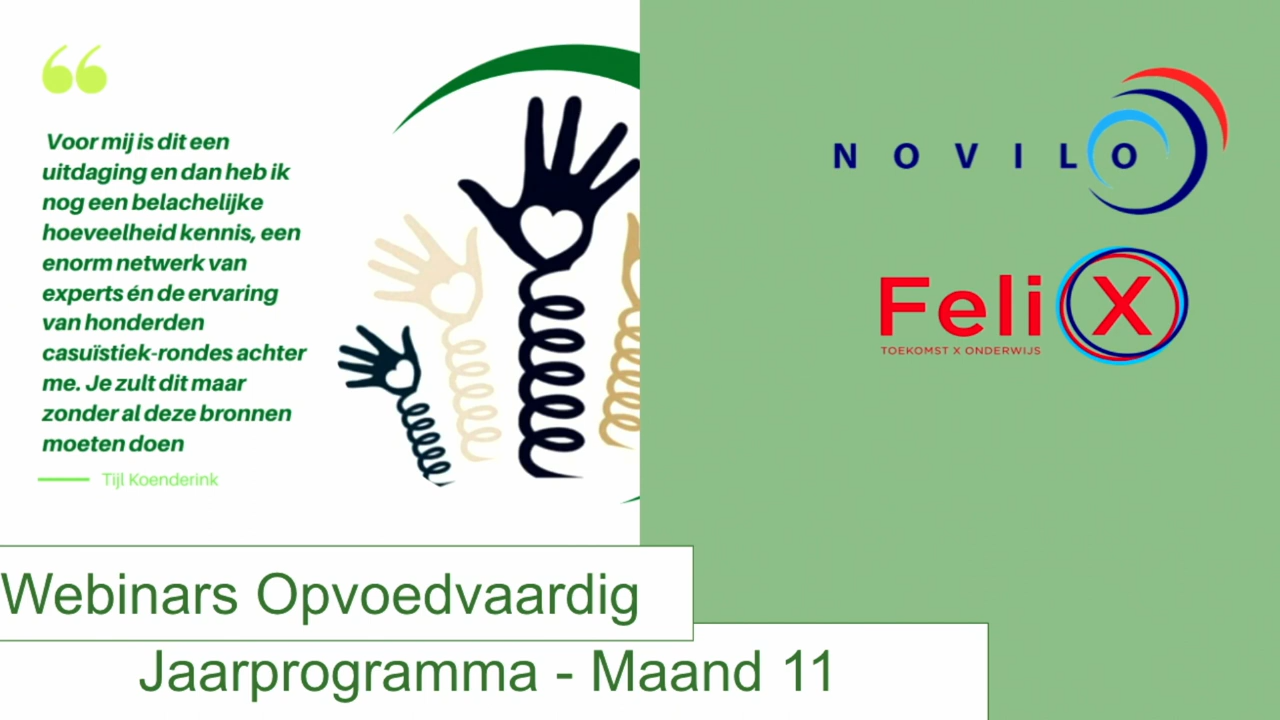 Voor mij is dit een
uitdaging en dan heb ik
nog een belachelijke
hoeveelheid kennis, een
enorm netwerk van
experts én de ervaring
van honderden
casuïstiek-rondes achter
me. Je zult dit maar
zonder al deze bronnen
moeten doen
Tijl Koenderink
NOVILO
FeliX
TOEKOMST X ONDERWIJS
Webinars Opvoedvaardig
Jaarprogramma - Maand 11